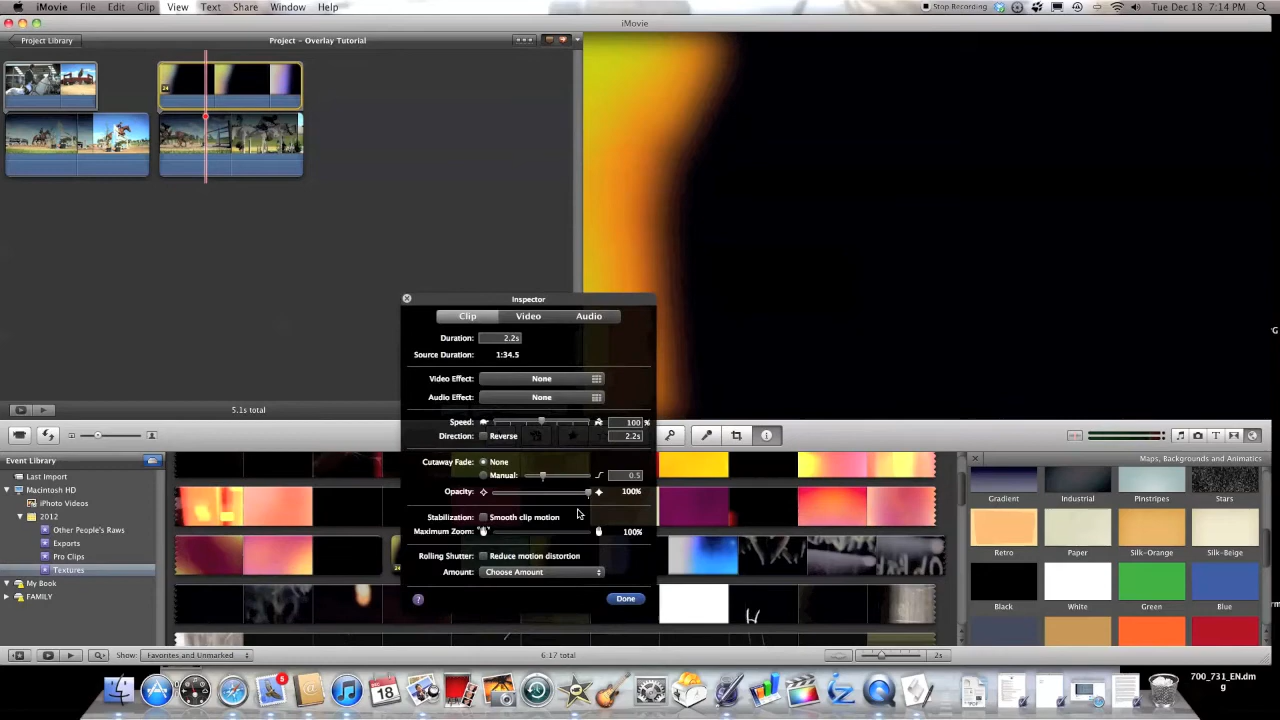 iMovie File Edit Clip View Text Share Window Help Stop Recording Tue Dec 18 7:14 PM
iMovie
Project Library Project - Overlay Tutorial
24
Inspector
Clip Video Audio
Duration: 2.2s
Source Duration: 1:34.5
Video Effect: None
Audio Effect: None
5.1s total
Speed: 100 %
Direction: Reverse 2.2s
Event Library
Cutaway Fade: None
Maps, Backgrounds and Animatics
Last Import
Macintosh HD
Manual: 0.5
iPhoto Videos
Opacity: 100%
Gradient Industrial Pinstripes Stars
2012
Stabilization: Smooth clip motion
Other People's Raws
Maximum Zoom: 100%
Exports
Retro Paper Silk-Orange Silk-Beige
Pro Clips
Rolling Shutter: Reduce motion distortion
Textures
Amount: Choose Amount
My Book
FAMILY
Done
Black White Green Blue
Show: Favorites and Unmarked 6:17 total 2s
5
18
700_731_EN.dm
g